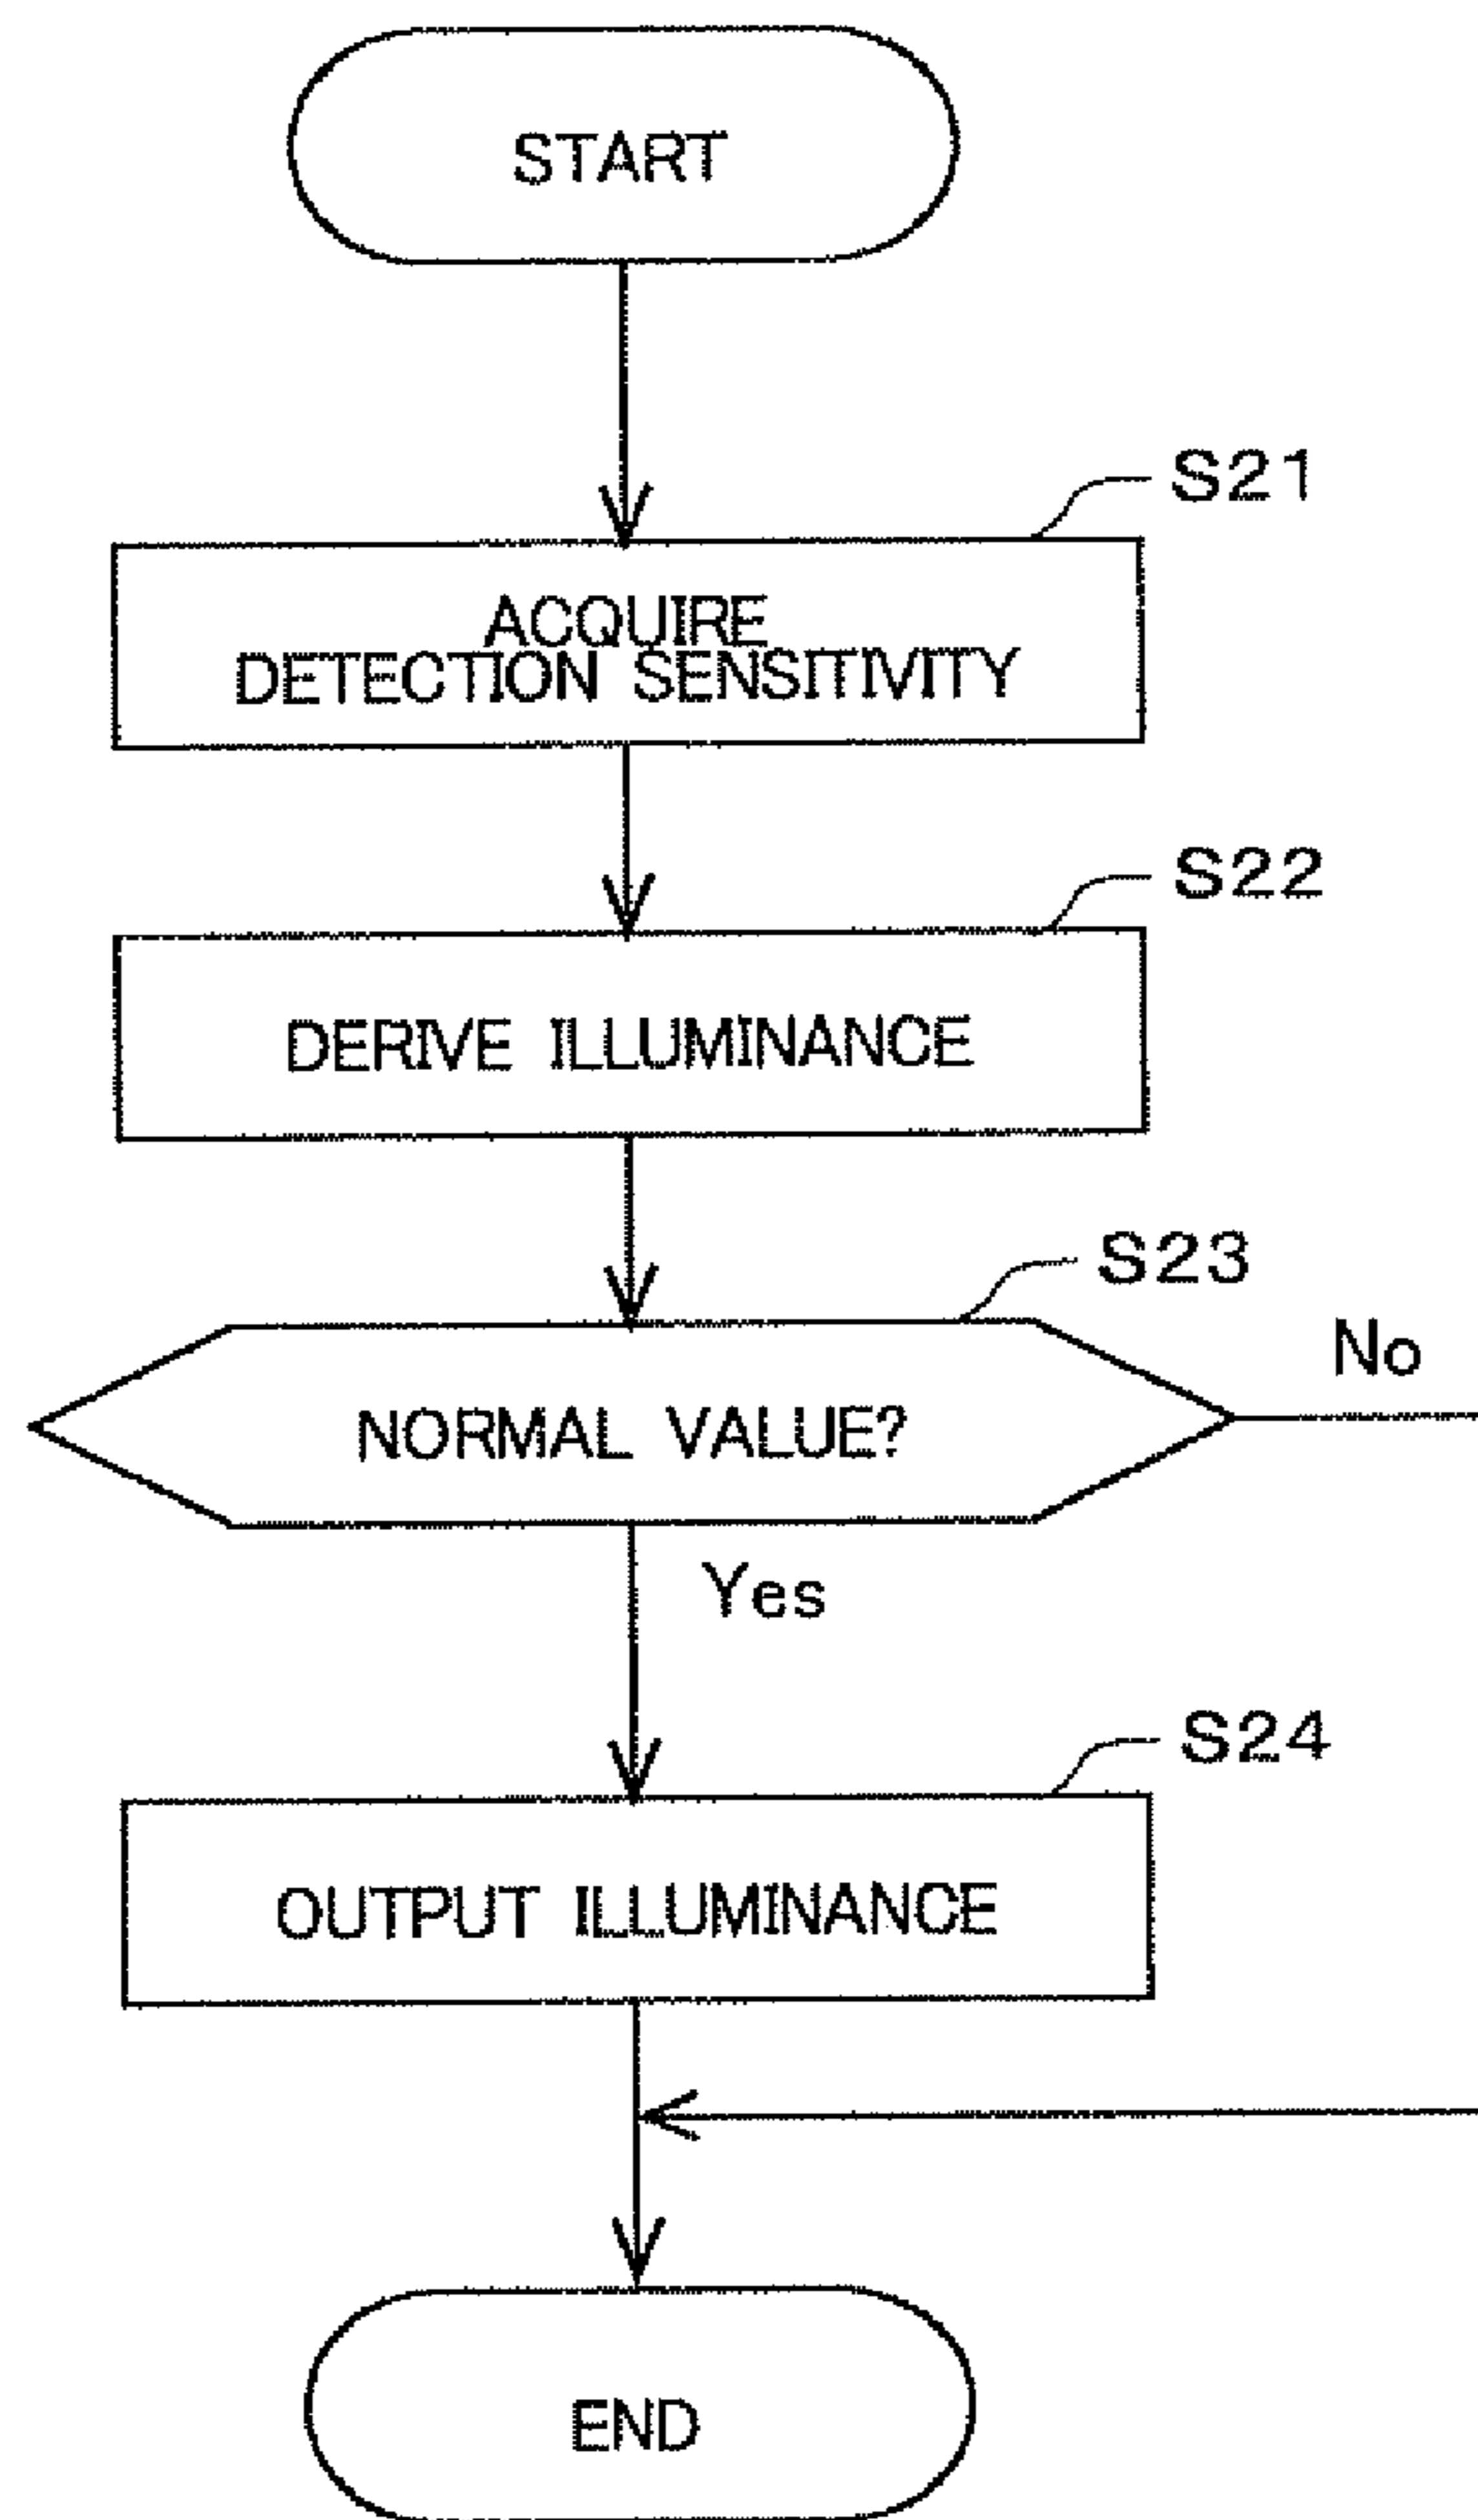 START
S21
ACQUIRE
DETECTION SENSITIVITY
S22
DERIVE ILLUMINANCE
S23
No
NORMAL VALUE?
Yes
S24
OUTPUT ILLUMINANCE
END